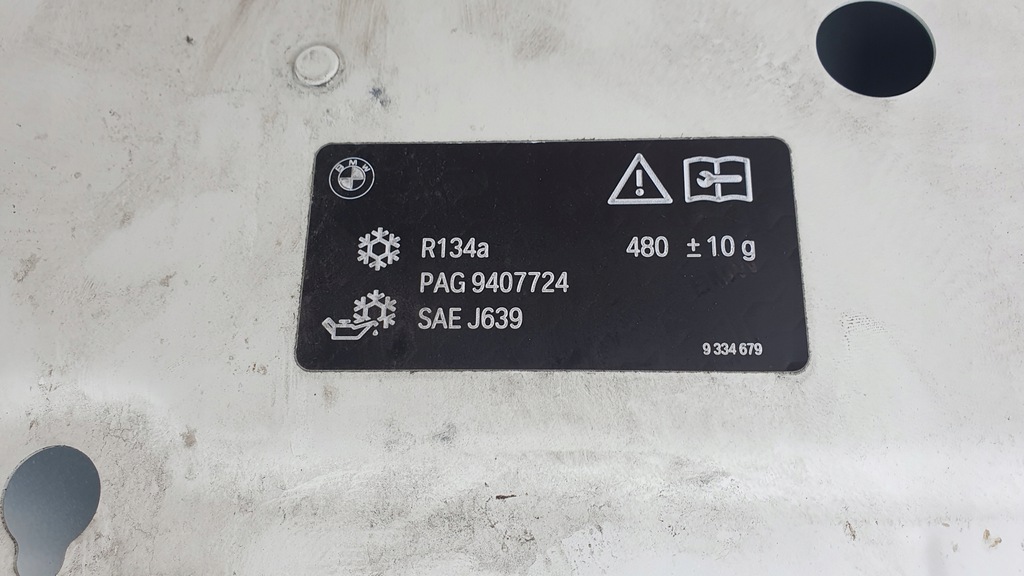 BMW
R134a 480 ± 10 g
PAG 9407724
SAE J639
9 334 679